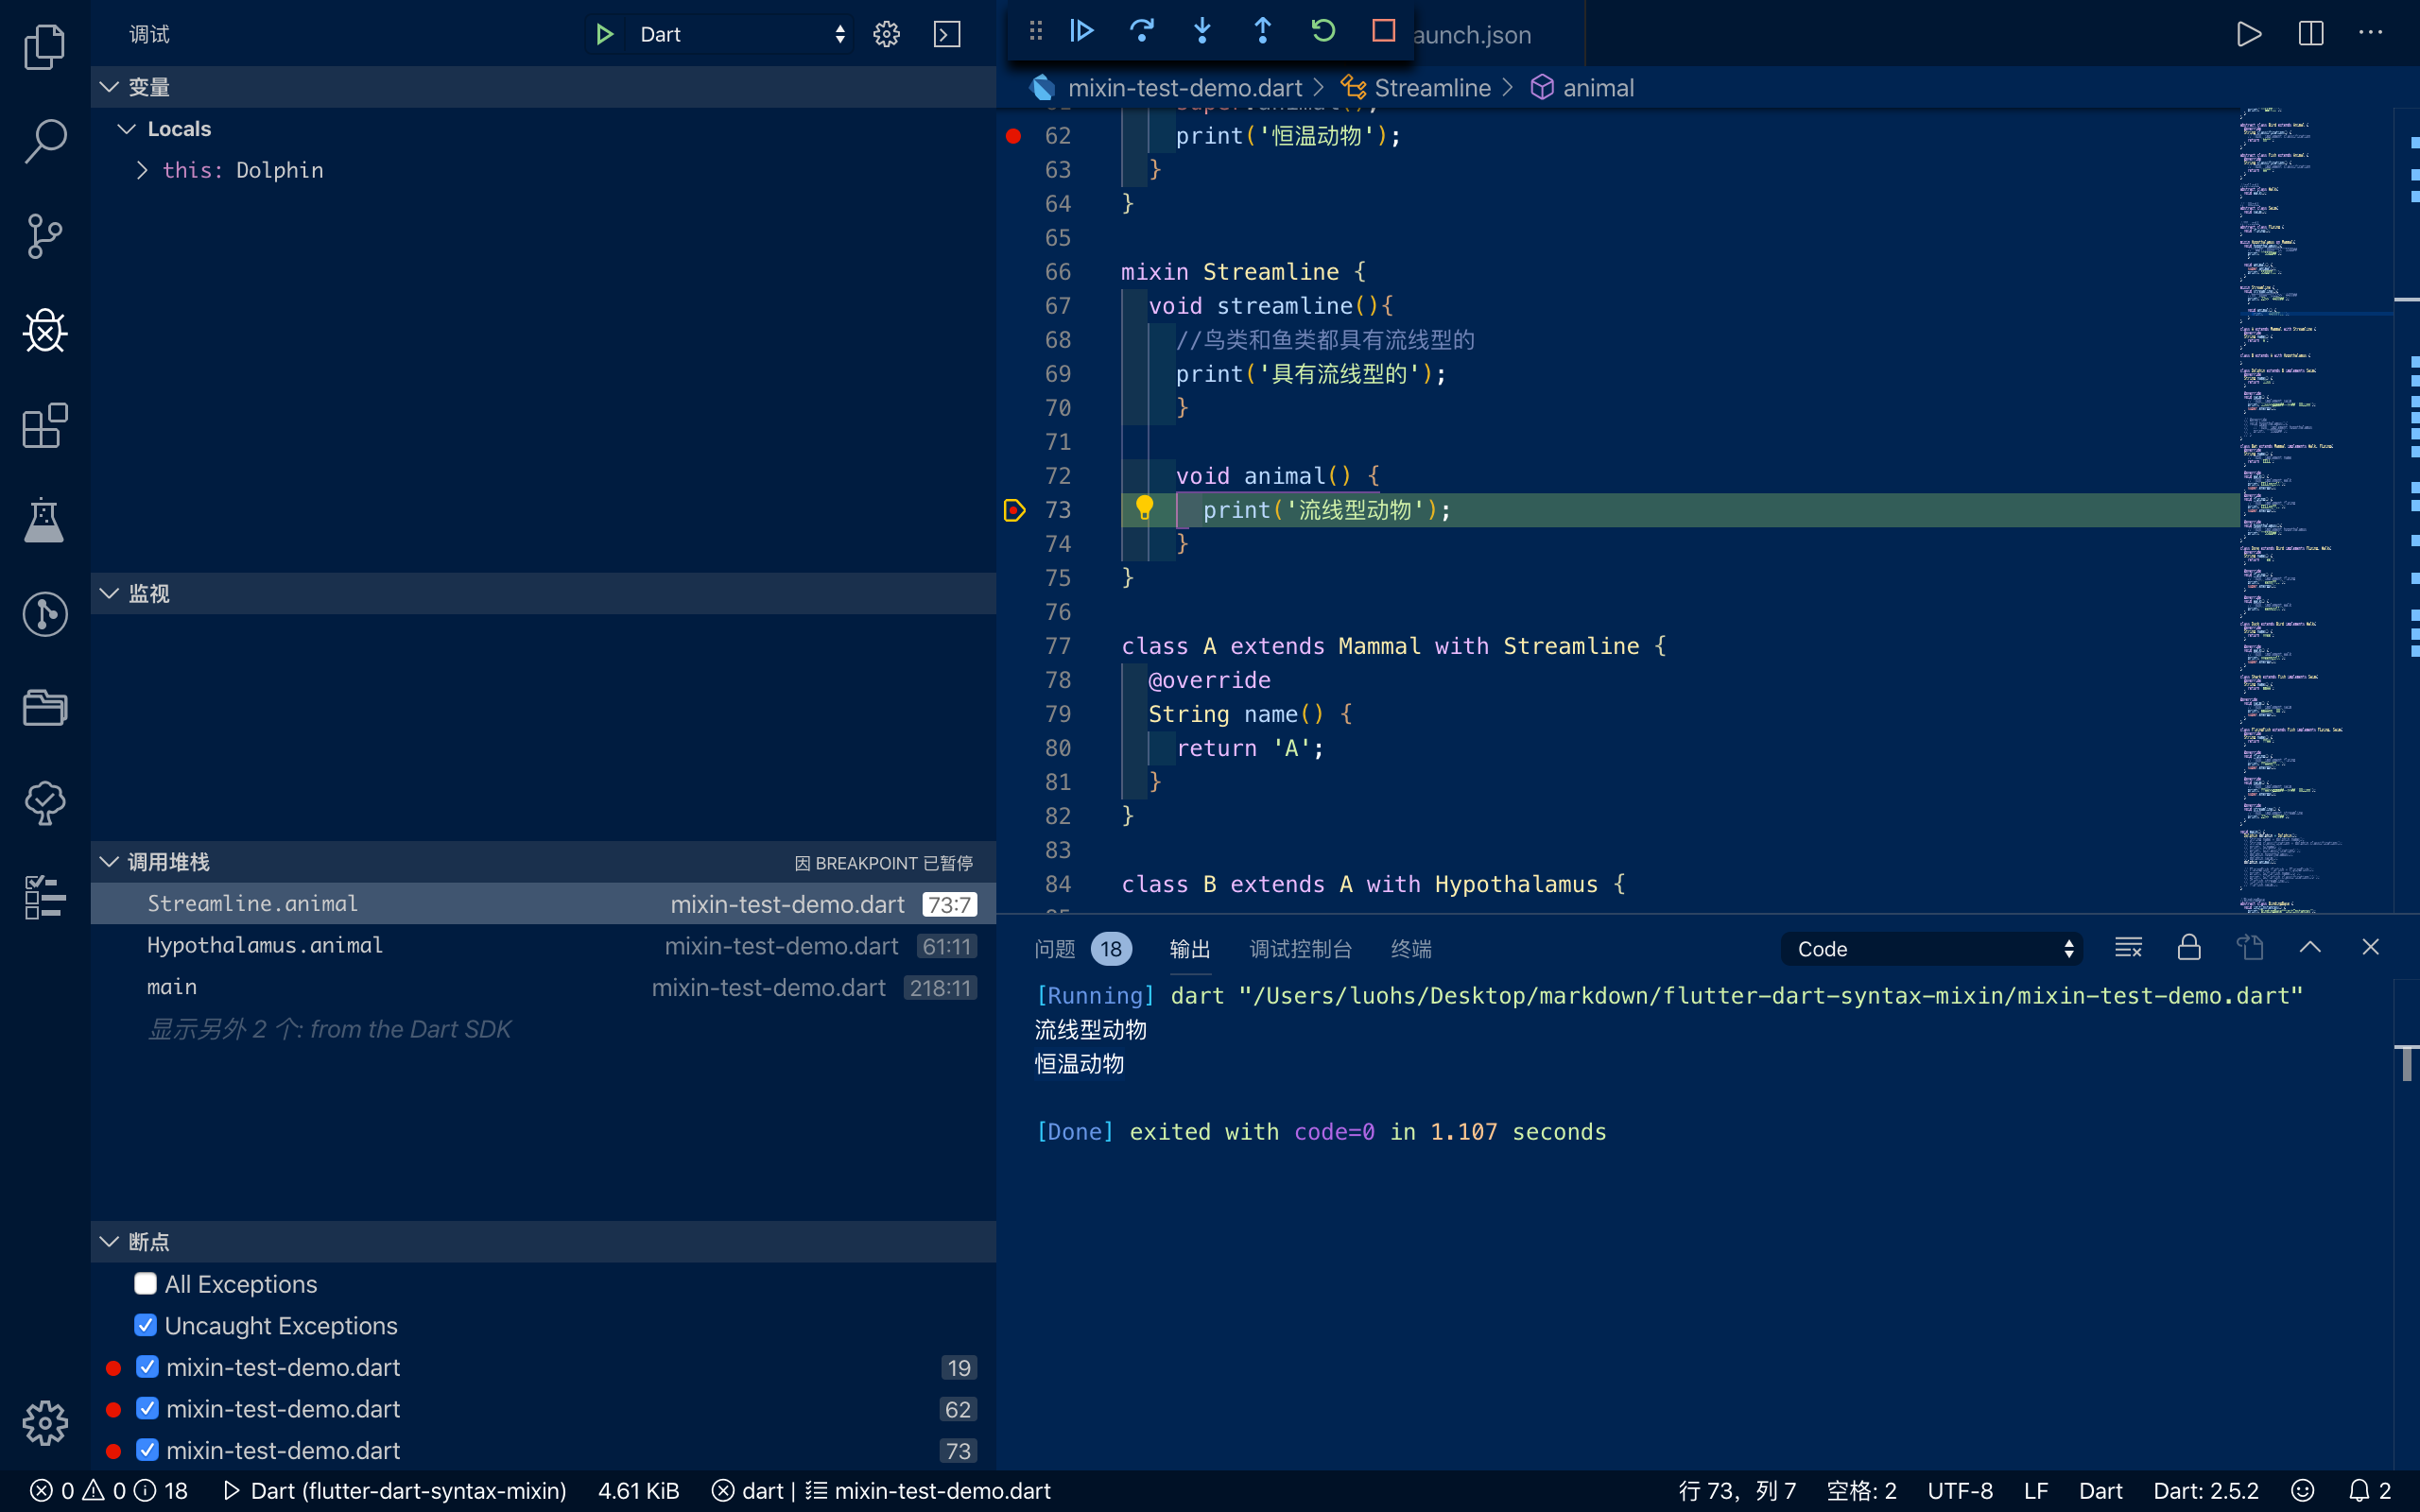 调试
Dart
变量
Locals
this: Dolphin
监视
调用堆栈
因 BREAKPOINT 已暂停
Streamline.animal mixin-test-demo.dart 73:7
Hypothalamus.animal mixin-test-demo.dart 61:11
main mixin-test-demo.dart 218:11
显示另外 2 个: from the Dart SDK
断点
All Exceptions
Uncaught Exceptions
mixin-test-demo.dart 19
mixin-test-demo.dart 62
mixin-test-demo.dart 73
aunch.json
mixin-test-demo.dart > Streamline > animal
62 print('恒温动物');
63 }
64 }
65
66 mixin Streamline {
67 void streamline(){
68 //鸟类和鱼类都具有流线型的
69 print('具有流线型的');
70 }
71
72 void animal() {
73 print('流线型动物');
74 }
75 }
76
77 class A extends Mammal with Streamline {
78 @override
79 String name() {
80 return 'A';
81 }
82 }
83
84 class B extends A with Hypothalamus {
问题 18 输出 调试控制台 终端 Code
[Running] dart "/Users/luohs/Desktop/markdown/flutter-dart-syntax-mixin/mixin-test-demo.dart"
流线型动物
恒温动物
[Done] exited with code=0 in 1.107 seconds
0 0 18 Dart (flutter-dart-syntax-mixin) 4.61 KiB dart | mixin-test-demo.dart 行 73，列 7 空格: 2 UTF-8 LF Dart Dart: 2.5.2 2